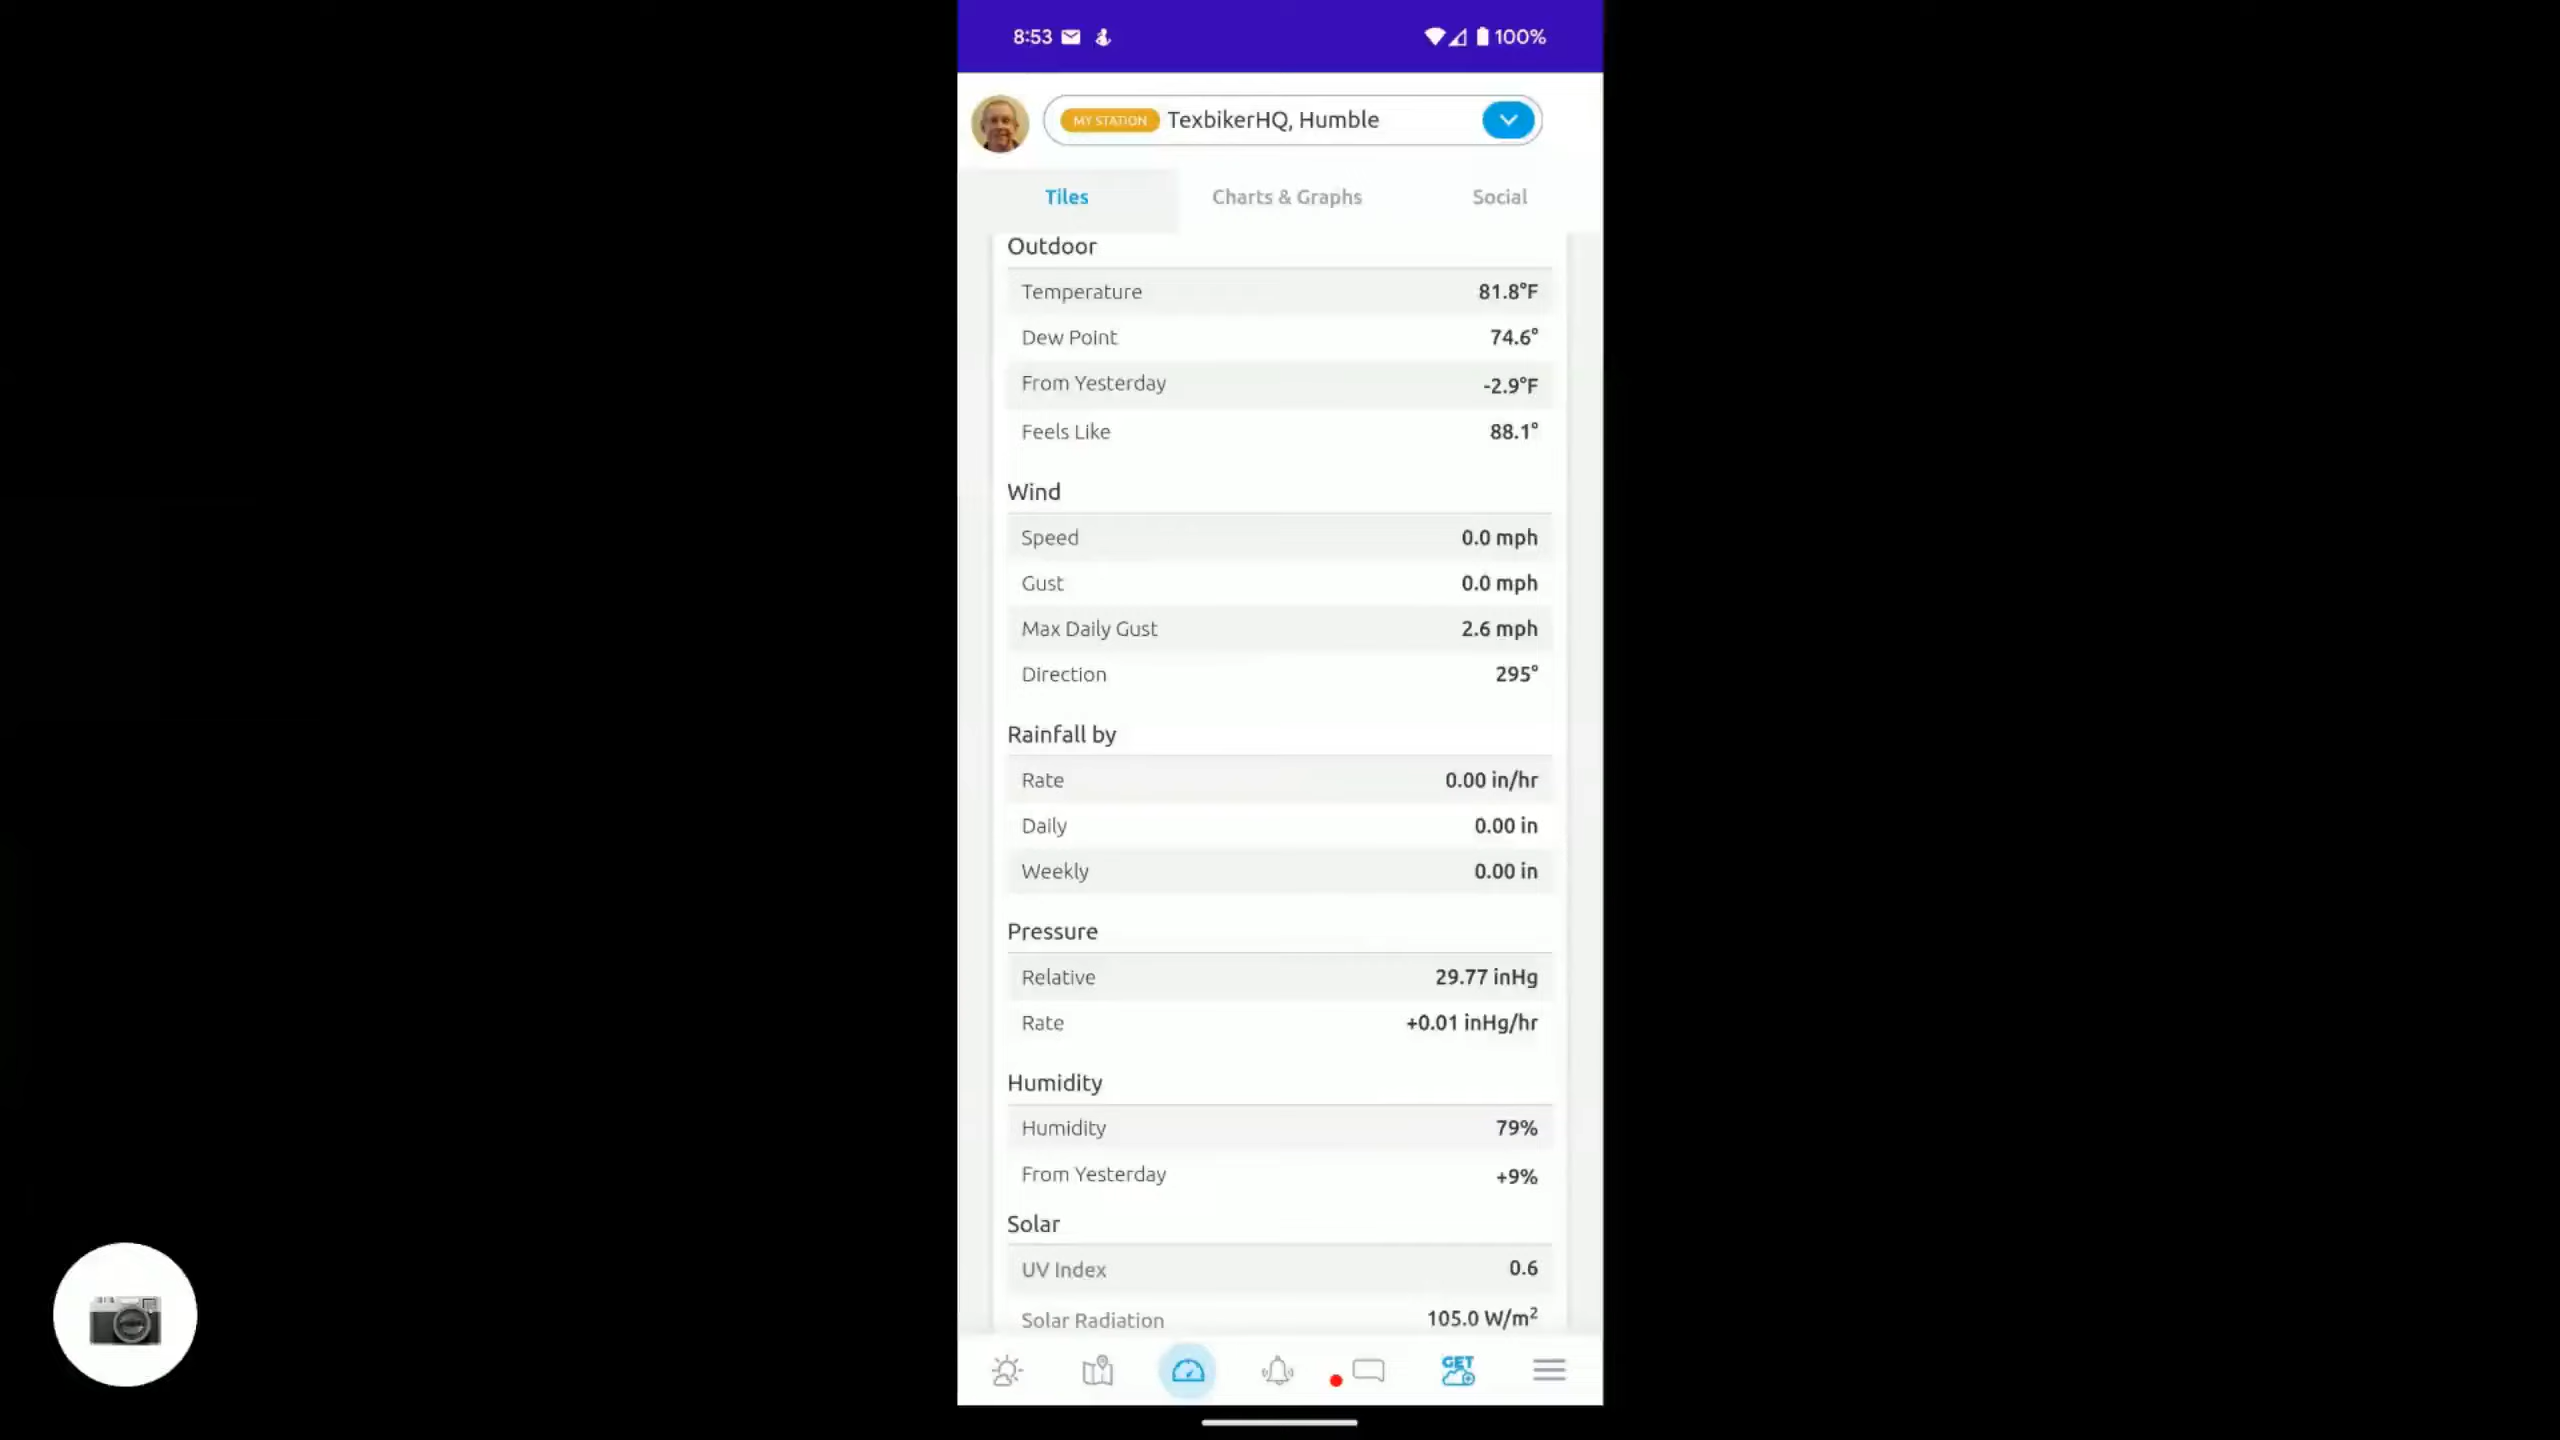 8:53 100%
MY STATION TexbikerHQ, Humble
Tiles Charts & Graphs Social
Outdoor
Temperature 81.8°F
Dew Point 74.6°
From Yesterday -2.9°F
Feels Like 88.1°
Wind
Speed 0.0 mph
Gust 0.0 mph
Max Daily Gust 2.6 mph
Direction 295°
Rainfall by
Rate 0.00 in/hr
Daily 0.00 in
Weekly 0.00 in
Pressure
Relative 29.77 inHg
Rate +0.01 inHg/hr
Humidity
Humidity 79%
From Yesterday +9%
Solar
UV Index 0.6
Solar Radiation 105.0 W/m²
GET